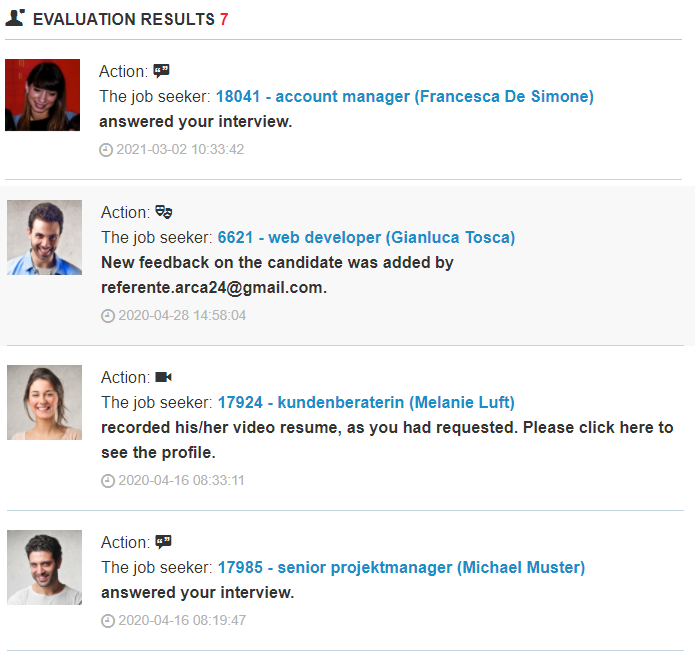 EVALUATION RESULTS 7
Action:
The job seeker: 18041 - account manager (Francesca De Simone)
answered your interview.
2021-03-02 10:33:42
Action:
The job seeker: 6621 - web developer (Gianluca Tosca)
New feedback on the candidate was added by
referente.arca24@gmail.com.
2020-04-28 14:58:04
Action:
The job seeker: 17924 - kundenberaterin (Melanie Luft)
recorded his/her video resume, as you had requested. Please click here to
see the profile.
2020-04-16 08:33:11
Action:
The job seeker: 17985 - senior projektmanager (Michael Muster)
answered your interview.
2020-04-16 08:19:47